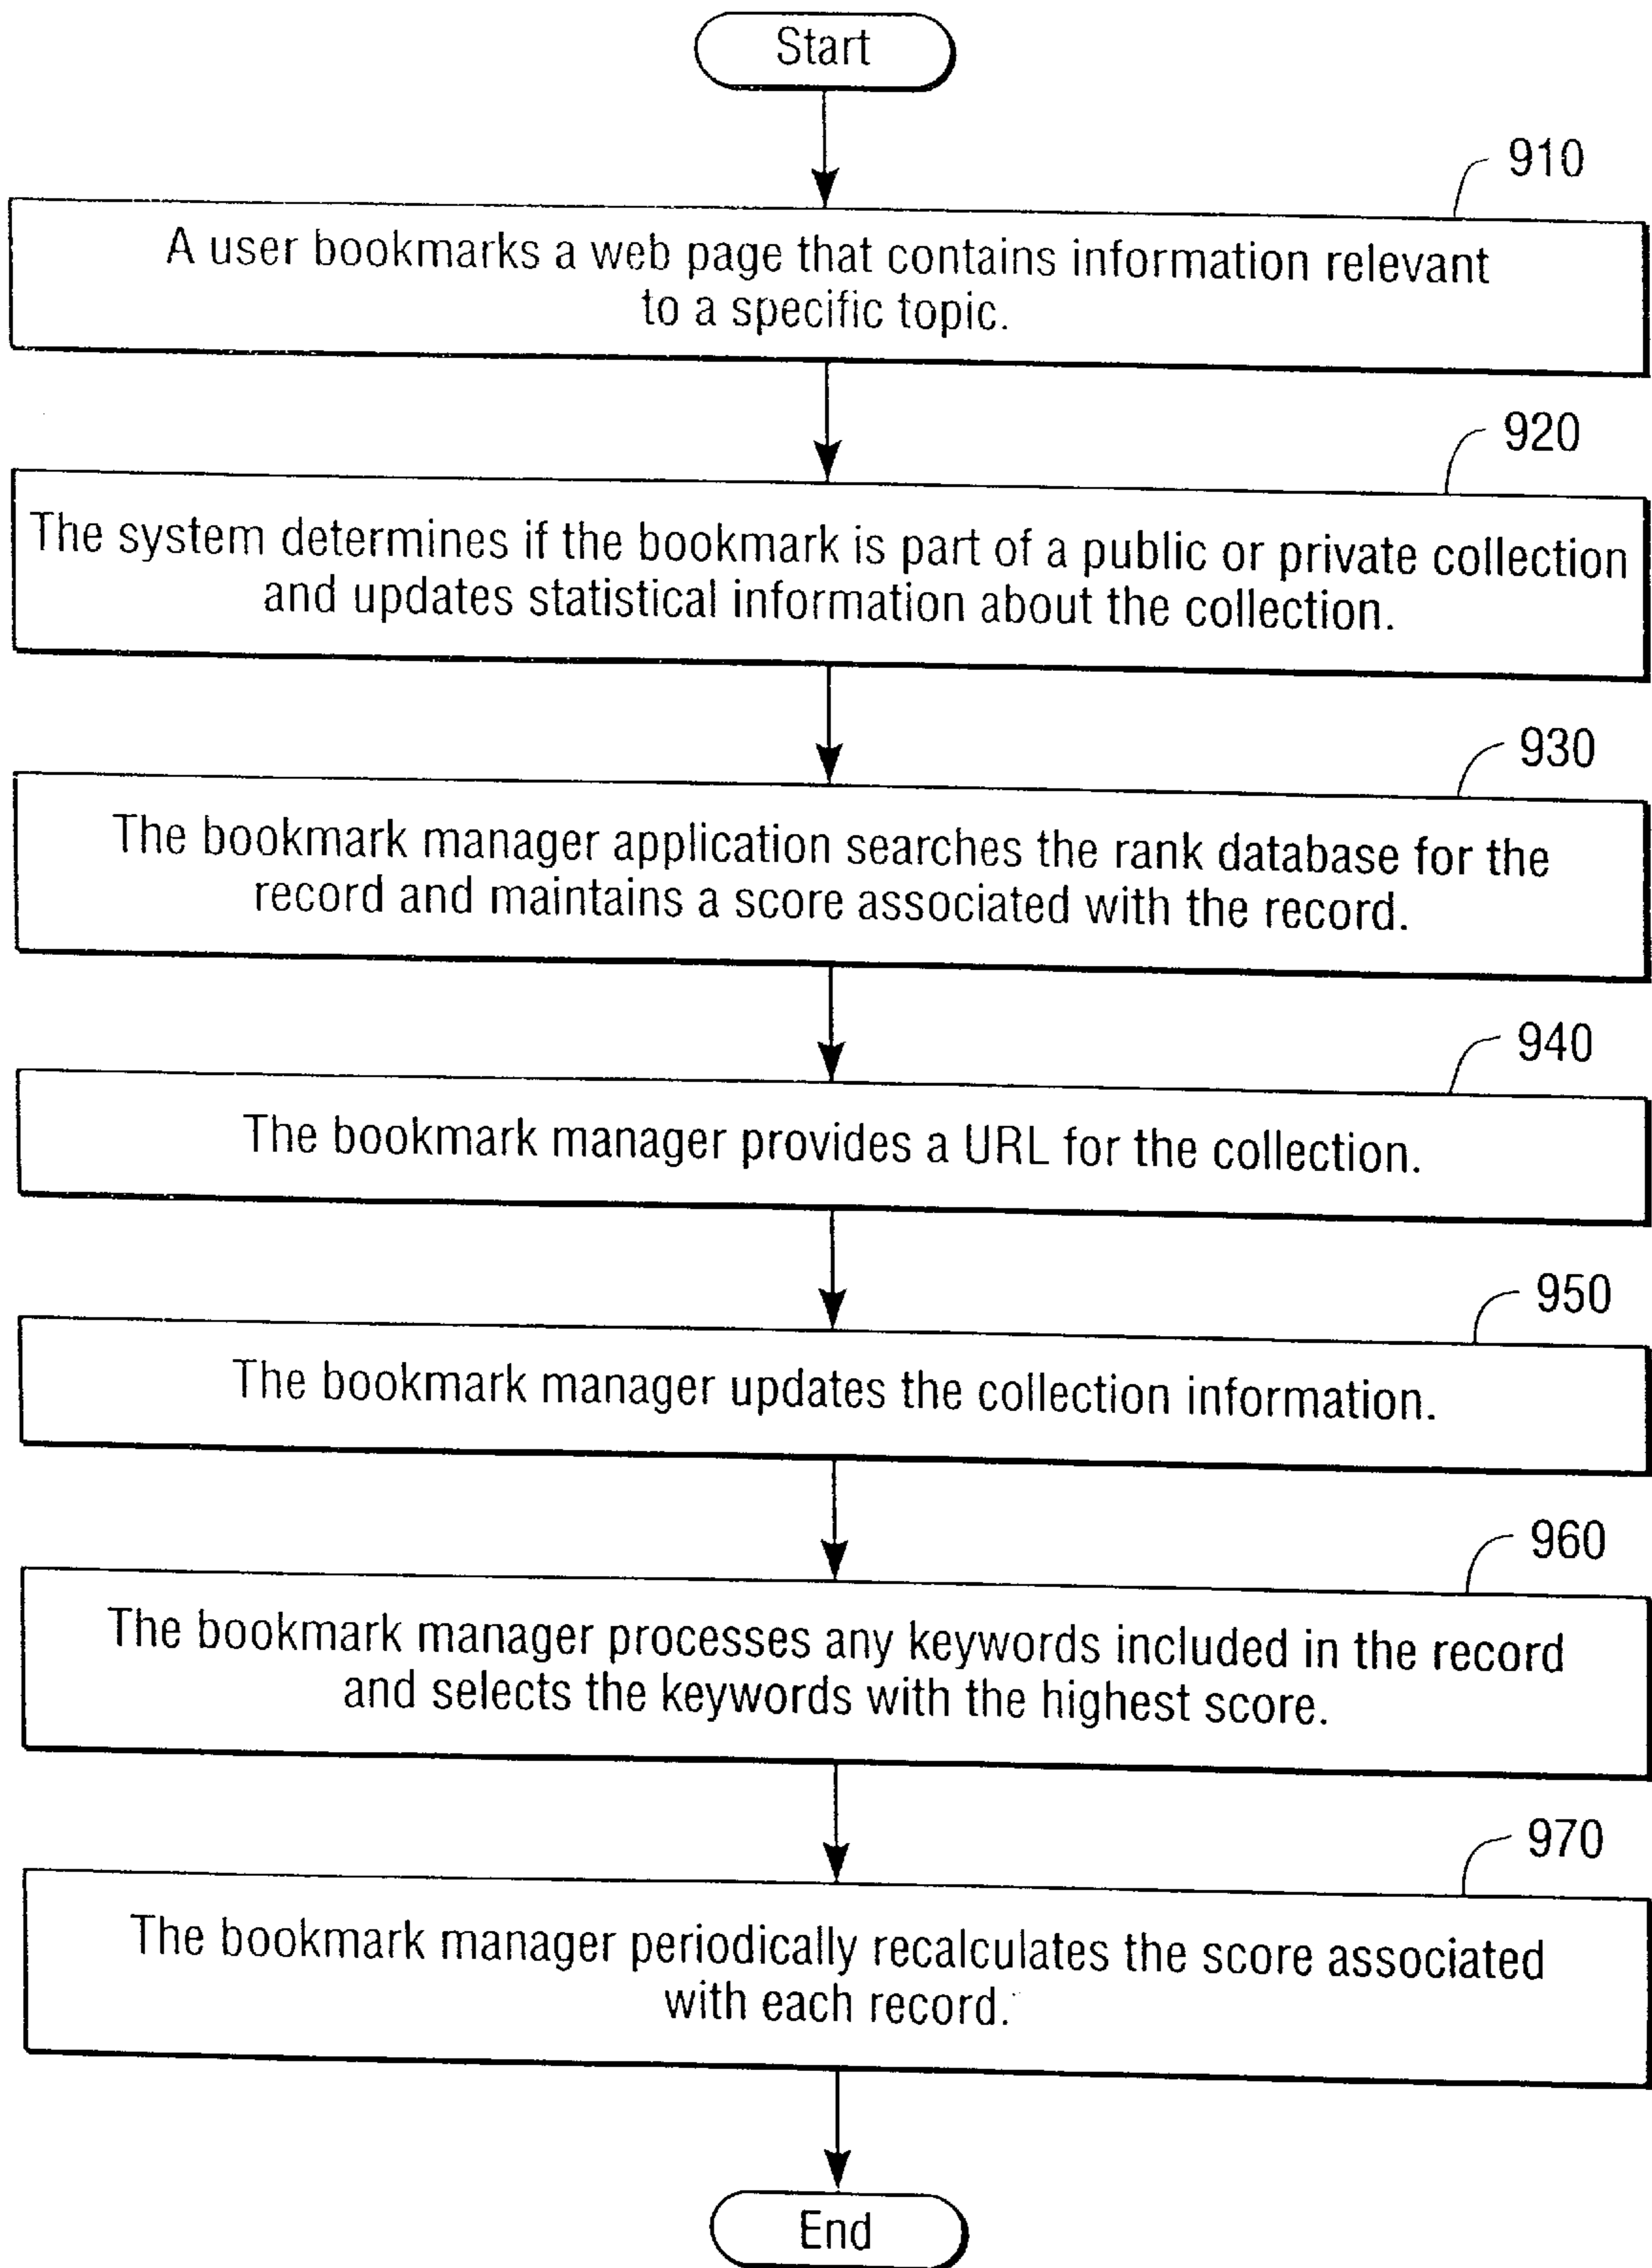 Start
910
A user bookmarks a web page that contains information relevant
to a specific topic.
920
The system determines if the bookmark is part of a public or private collection
and updates statistical information about the collection.
930
The bookmark manager application searches the rank database for the
record and maintains a score associated with the record.
940
The bookmark manager provides a URL for the collection.
950
The bookmark manager updates the collection information.
960
The bookmark manager processes any keywords included in the record
and selects the keywords with the highest score.
970
The bookmark manager periodically recalculates the score associated
with each record.
End